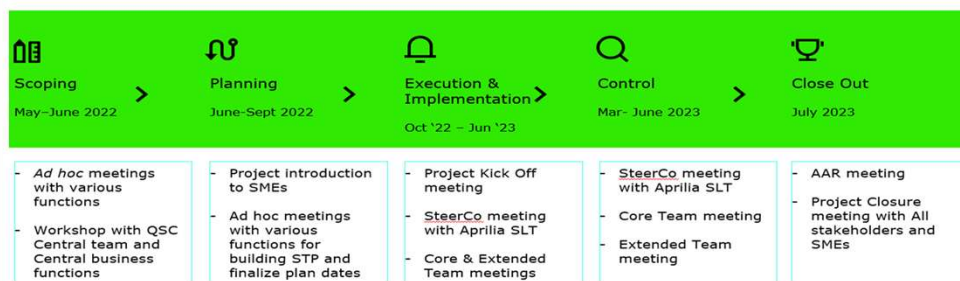 Scoping
May–June 2022
Planning
June-Sept 2022
Execution &
Implementation
Oct ‘22 – Jun ‘23
Control
Mar- June 2023
Close Out
July 2023
- Ad hoc meetings
with various
functions
- Workshop with QSC
Central team and
Central business
functions
- Project introduction
to SMEs
- Ad hoc meetings
with various
functions for
building STP and
finalize plan dates
- Project Kick Off
meeting
- SteerCo meeting
with Aprilia SLT
- Core & Extended
Team meetings
- SteerCo meeting
with Aprilia SLT
- Core Team meeting
- Extended Team
meeting
- AAR meeting
- Project Closure
meeting with All
stakeholders and
SMEs